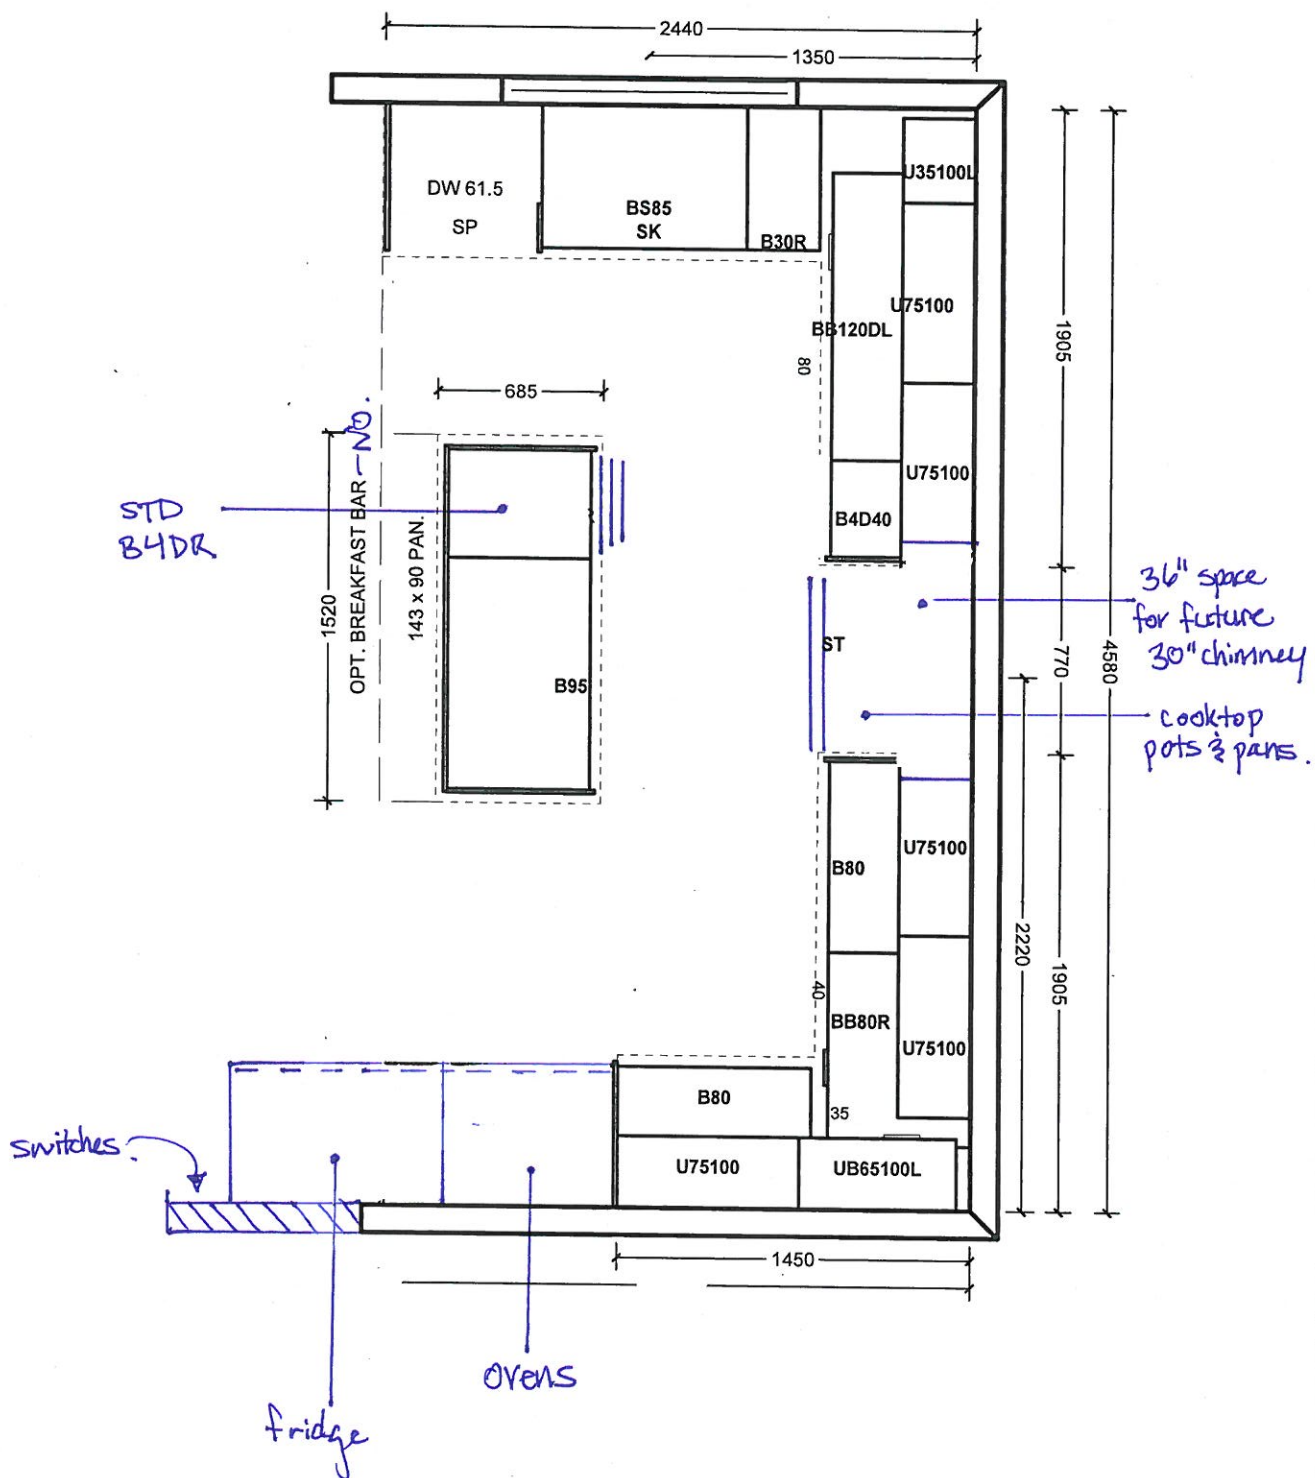 2440
1350
DW 61.5
SP
BS85
SK
B30R
U35100L
U75100
BB120DL
80
1905
685
OPT. BREAKFAST BAR
- NO.
143 x 90 PAN.
1520
STD
B4DR
U75100
B4D40
36" space
for future
30" chimney
ST
770
4580
B95
cooktop
pots & pans.
U75100
B80
2220
1905
40
BB80R
U75100
B80
35
U75100
UB65100L
switches.
1450
ovens
fridge